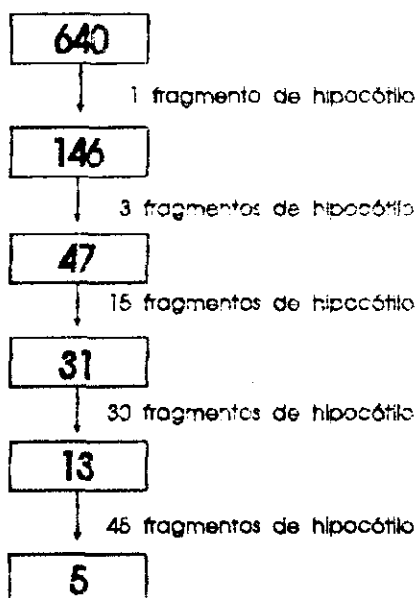 640
1 fragmento de hipocótilo
146
3 fragmentos de hipocótilo
47
15 fragmentos de hipocótilo
31
30 fragmentos de hipocótilo
13
45 fragmentos de hipocótilo
5